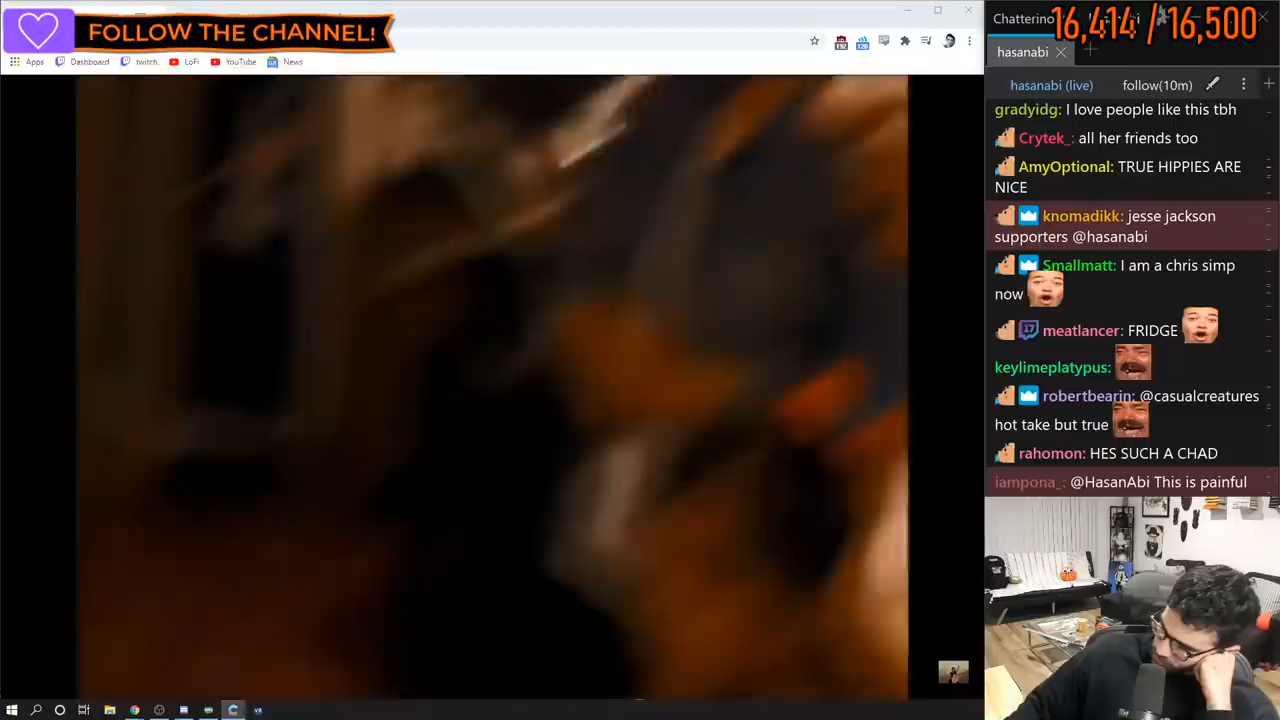 FOLLOW THE CHANNEL!
Chatterino
16,414 / 16,500
hasanabi
192
120
Apps Dashboard twitch. LoFi YouTube News
hasanabi (live) follow(10m)
gradyidg: I love people like this tbh
Crytek_: all her friends too
AmyOptional: TRUE HIPPIES ARE
NICE
knomadikk: jesse jackson
supporters @hasanabi
Smallmatt: I am a chris simp
now
17 meatlancer: FRIDGE
keylimeplatypus:
robertbearin: @casualcreatures
hot take but true
rahomon: HES SUCH A CHAD
iampona_: @HasanAbi This is painful